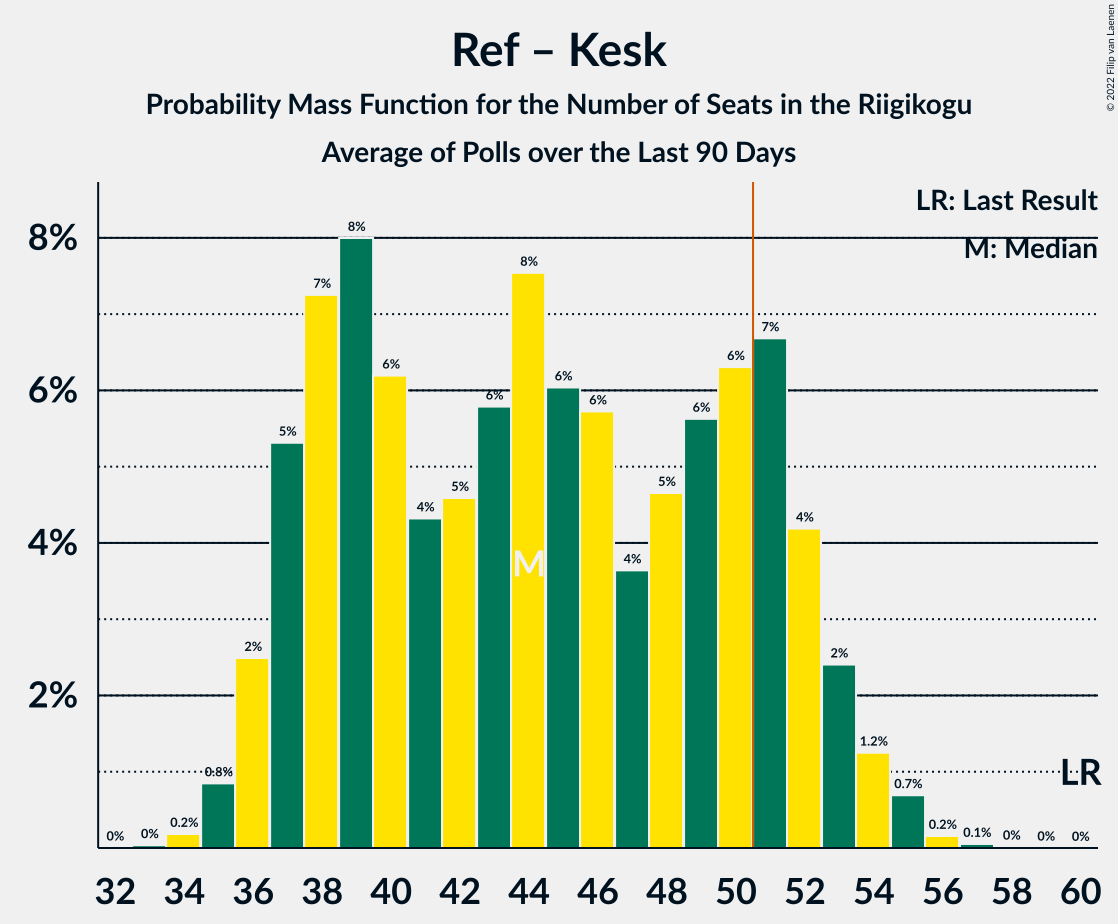 Ref – Kesk
Probability Mass Function for the Number of Seats in the Riigikogu
Average of Polls over the Last 90 Days
© 2022 Filip van Laenen
LR: Last Result
M: Median
8%
6%
4%
2%
0% 0% 0.2% 0.8% 2% 5% 7% 8% 6% 4% 5% 6% 8% 6% 6% 4% 5% 6% 6% 7% 4% 2% 1.2% 0.7% 0.2% 0.1% 0% 0% 0%
M
LR
32 34 36 38 40 42 44 46 48 50 52 54 56 58 60